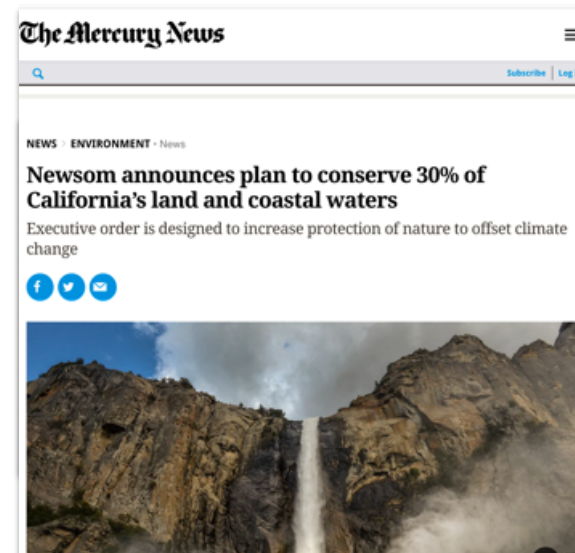 The Mercury News
Subscribe | Log
NEWS > ENVIRONMENT • News
Newsom announces plan to conserve 30% of
California’s land and coastal waters
Executive order is designed to increase protection of nature to offset climate
change